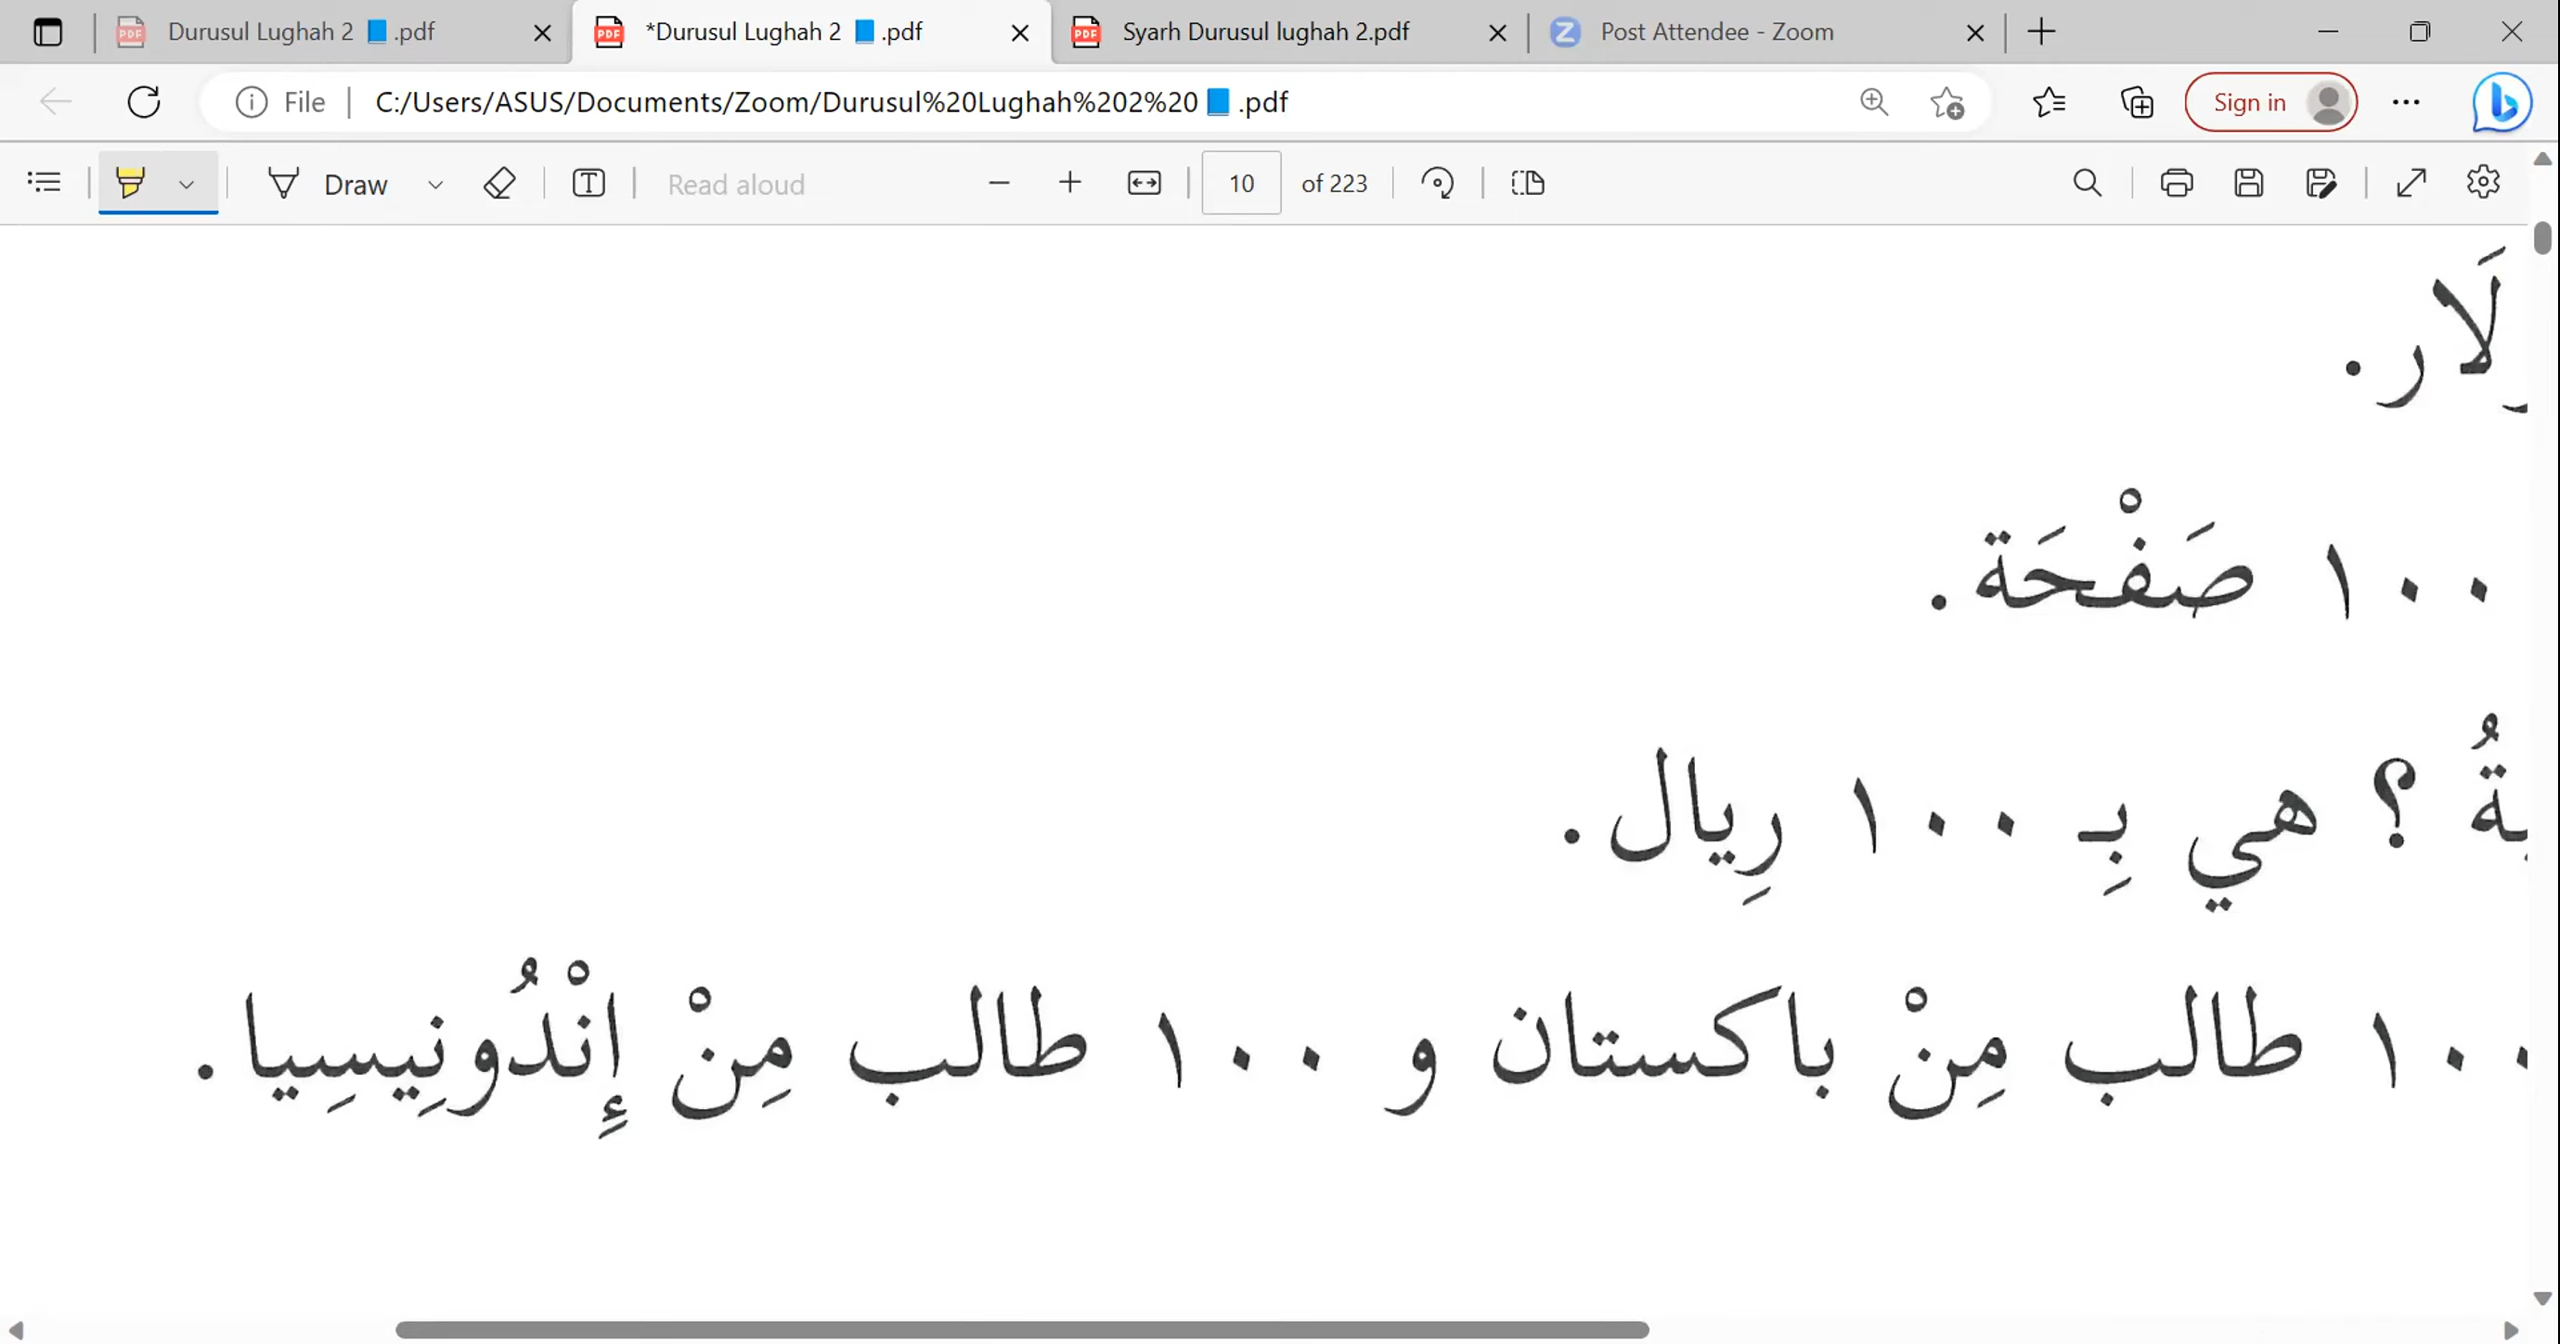 Durusul Lughah 2 📘.pdf
*Durusul Lughah 2 📘.pdf
Syarh Durusul lughah 2.pdf
Post Attendee - Zoom
File
C:/Users/ASUS/Documents/Zoom/Durusul%20Lughah%202%20📘.pdf
Sign in
Draw
Read aloud
10 of 223
لَار.
١٠٠ صَفْحَة.
ةُ ؟ هي بِـ ١٠٠ رِيال.
١٠٠ طالب مِنْ باكستان و ١٠٠ طالب مِنْ إِنْدُونِيسِيا.